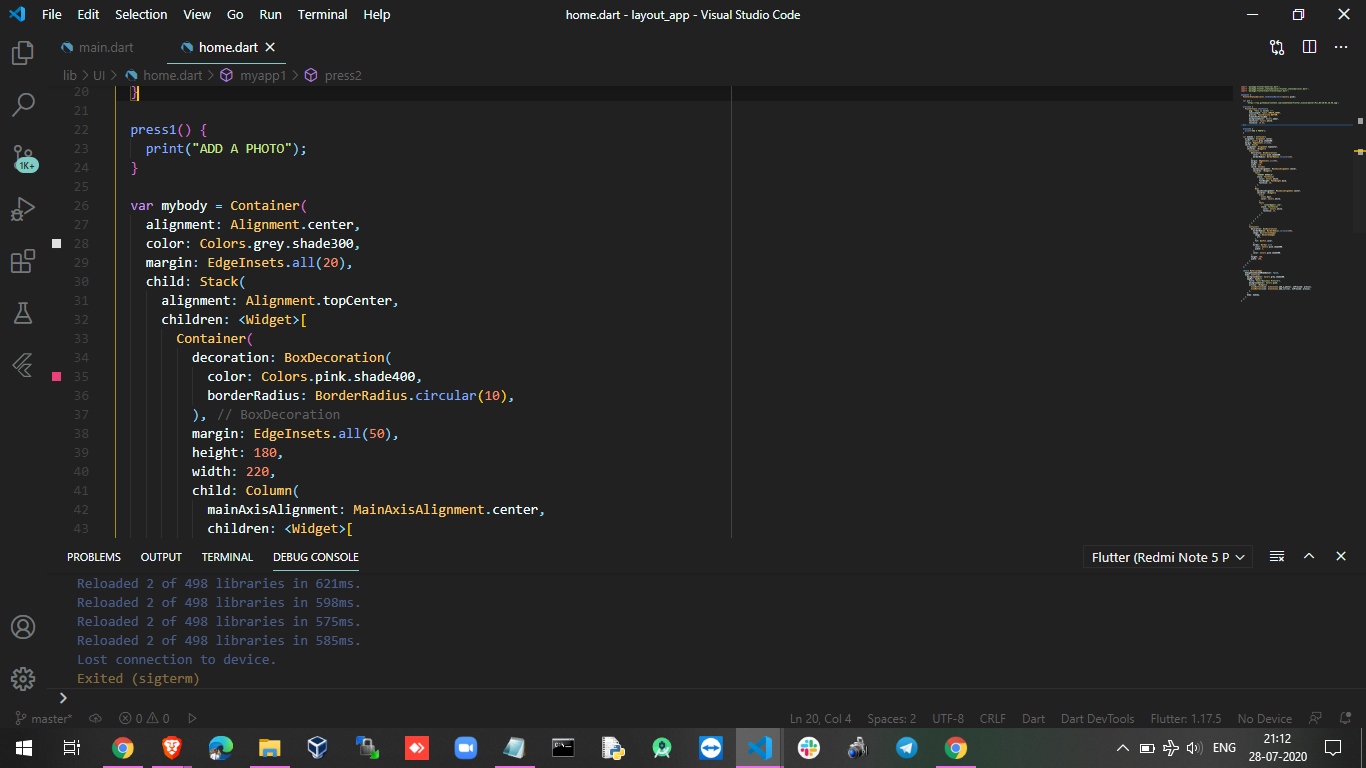 File Edit Selection View Go Run Terminal Help home.dart - layout_app - Visual Studio Code
main.dart home.dart
lib > UI > home.dart > myapp1 > press2
20 }
21
22 press1() {
23 print("ADD A PHOTO");
24 }
25
26 var mybody = Container(
27 alignment: Alignment.center,
28 color: Colors.grey.shade300,
29 margin: EdgeInsets.all(20),
30 child: Stack(
31 alignment: Alignment.topCenter,
32 children: <Widget>[
33 Container(
34 decoration: BoxDecoration(
35 color: Colors.pink.shade400,
36 borderRadius: BorderRadius.circular(10),
37 ), // BoxDecoration
38 margin: EdgeInsets.all(50),
39 height: 180,
40 width: 220,
41 child: Column(
42 mainAxisAlignment: MainAxisAlignment.center,
43 children: <Widget>[
1K+
PROBLEMS OUTPUT TERMINAL DEBUG CONSOLE Flutter (Redmi Note 5 P
Reloaded 2 of 498 libraries in 621ms.
Reloaded 2 of 498 libraries in 598ms.
Reloaded 2 of 498 libraries in 575ms.
Reloaded 2 of 498 libraries in 585ms.
Lost connection to device.
Exited (sigterm)
master* 0 0 Ln 20, Col 4 Spaces: 2 UTF-8 CRLF Dart Dart DevTools Flutter: 1.17.5 No Device
ENG 21:12
28-07-2020